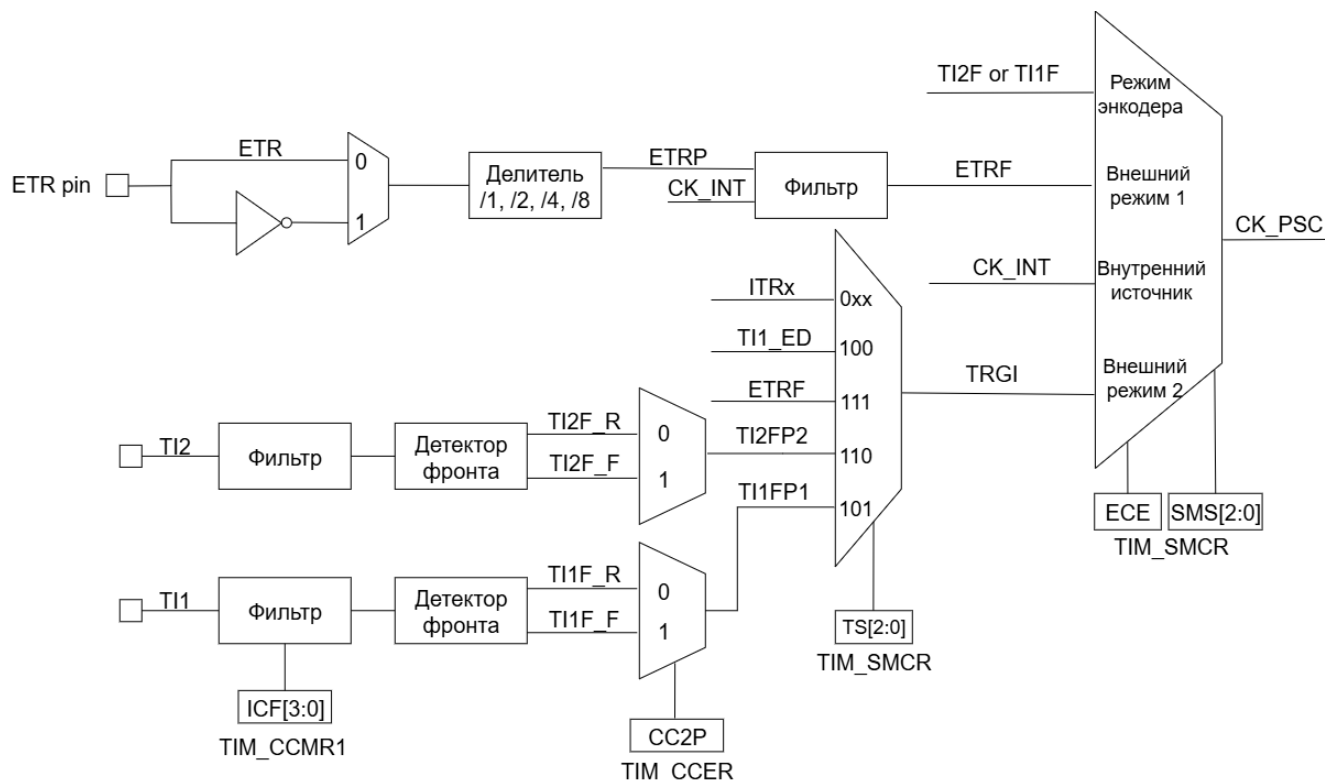 TI2F or TI1F
Режим
энкодера
ETR
0
1
ETR pin
Делитель
/1, /2, /4, /8
ETRP
CK_INT
Фильтр
ETRF
Внешний
режим 1
CK_PSC
CK_INT
Внутренний
источник
ITRx
0xx
TI1_ED
100
ETRF
111
TRGI
Внешний
режим 2
TI2
Фильтр
Детектор
фронта
TI2F_R
TI2F_F
0
1
TI2FP2
110
TI1FP1
101
ECE
SMS[2:0]
TIM_SMCR
TI1
Фильтр
Детектор
фронта
TI1F_R
TI1F_F
0
1
TS[2:0]
TIM_SMCR
ICF[3:0]
TIM_CCMR1
CC2P
TIM_CCER